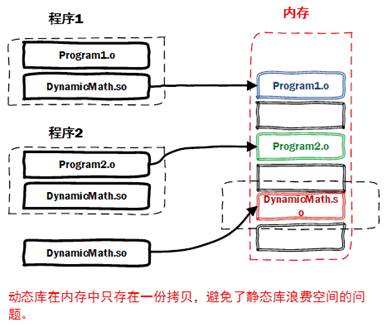 程序1
内存
Program1.o
DynamicMath.so
Program1.o
程序2
Program2.o
Program2.o
DynamicMath.so
DynamicMath.s
o
DynamicMath.so
动态库在内存中只存在一份拷贝，避免了静态库浪费空间的问
题。